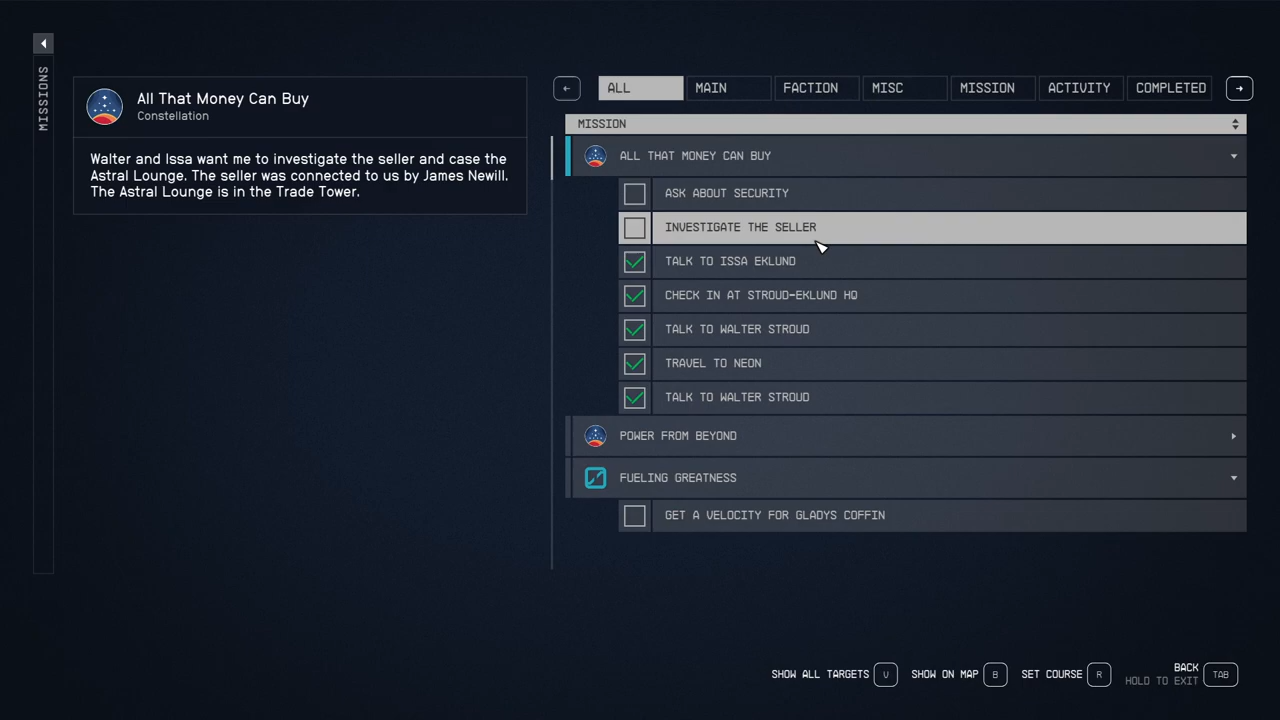 MISSIONS
All That Money Can Buy
Constellation
Walter and Issa want me to investigate the seller and case the
Astral Lounge. The seller was connected to us by James Newill.
The Astral Lounge is in the Trade Tower.
ALL
MAIN
FACTION
MISC
MISSION
ACTIVITY
COMPLETED
MISSION
ALL THAT MONEY CAN BUY
ASK ABOUT SECURITY
INVESTIGATE THE SELLER
TALK TO ISSA EKLUND
CHECK IN AT STROUD-EKLUND HQ
TALK TO WALTER STROUD
TRAVEL TO NEON
TALK TO WALTER STROUD
POWER FROM BEYOND
FUELING GREATNESS
GET A VELOCITY FOR GLADYS COFFIN
SHOW ALL TARGETS V
SHOW ON MAP B
SET COURSE R
BACK
HOLD TO EXIT
TAB